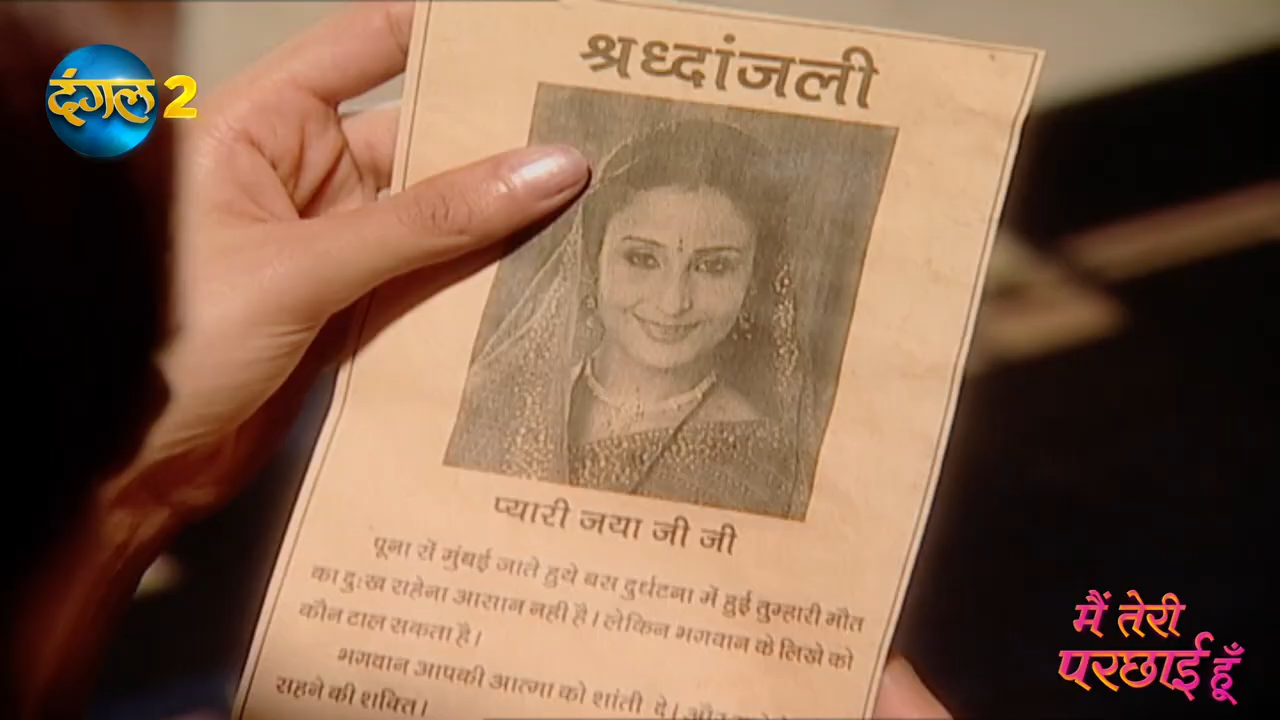 दंगल 2
श्रध्दांजली
प्यारी जया जी जी
पूना सें मुंबई जाते हुये बस दुर्घटना में हुई तुम्हारी मौत
का दुःख सहेना आसान नही है। लेकिन भगवान के लिखे को
कौन टाल सकता है।
भगवान आपकी आत्मा को शांती दे। और
सहने की शक्ति।
मैं तेरी
परछाई हूँ